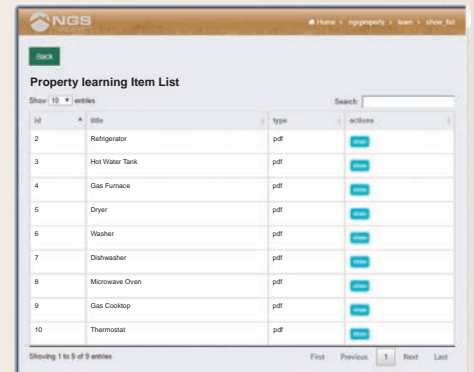 NGS
Home > ngsproperty > learn > show_list
Back
Property learning Item List
Show 10 entries
Search:
id title type actions
2 Refrigerator pdf show
3 Hot Water Tank pdf show
4 Gas Furnace pdf show
5 Dryer pdf show
6 Washer pdf show
7 Dishwasher pdf show
8 Microwave Oven pdf show
9 Gas Cooktop pdf show
10 Thermostat pdf show
Showing 1 to 9 of 9 entries
First Previous 1 Next Last